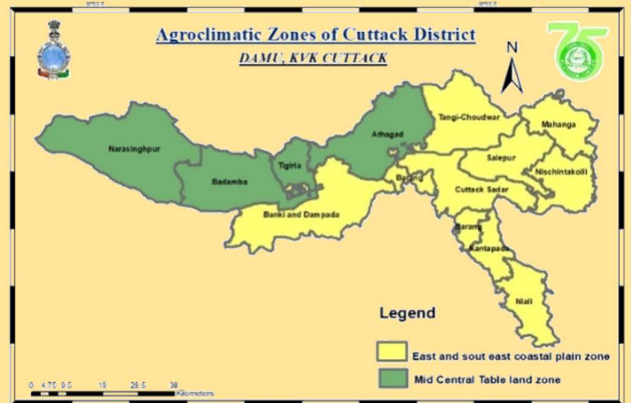 Agroclimatic Zones of Cuttack District
DAMU, KVK CUTTACK
N
75
Tangi-Choudwar
Mahanga
Athagad
Narasinghpur
Salepur
Tigiria
Nischintakoili
Badamba
Cuttack Sadar
Banki and Dampada
Barang
Kantapada
Niali
Legend
East and sout east coastal plain zone
Mid Central Table land zone
0 4.75 9.5 19 28.5 38
Kilometers